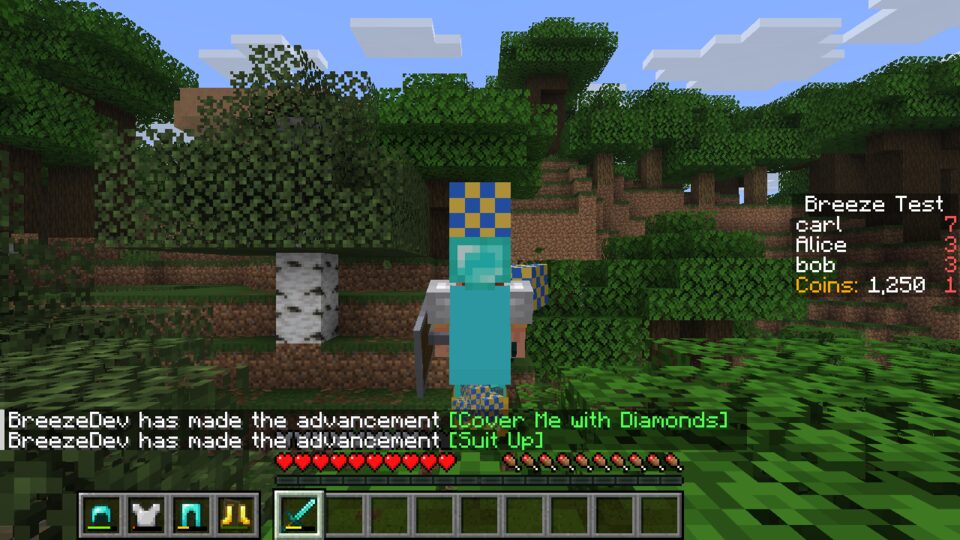 Breeze Test
carl 7
Alice 3
bob 3
Coins: 1,250 1
BreezeDev has made the advancement [Cover Me with Diamonds]
BreezeDev has made the advancement [Suit Up]